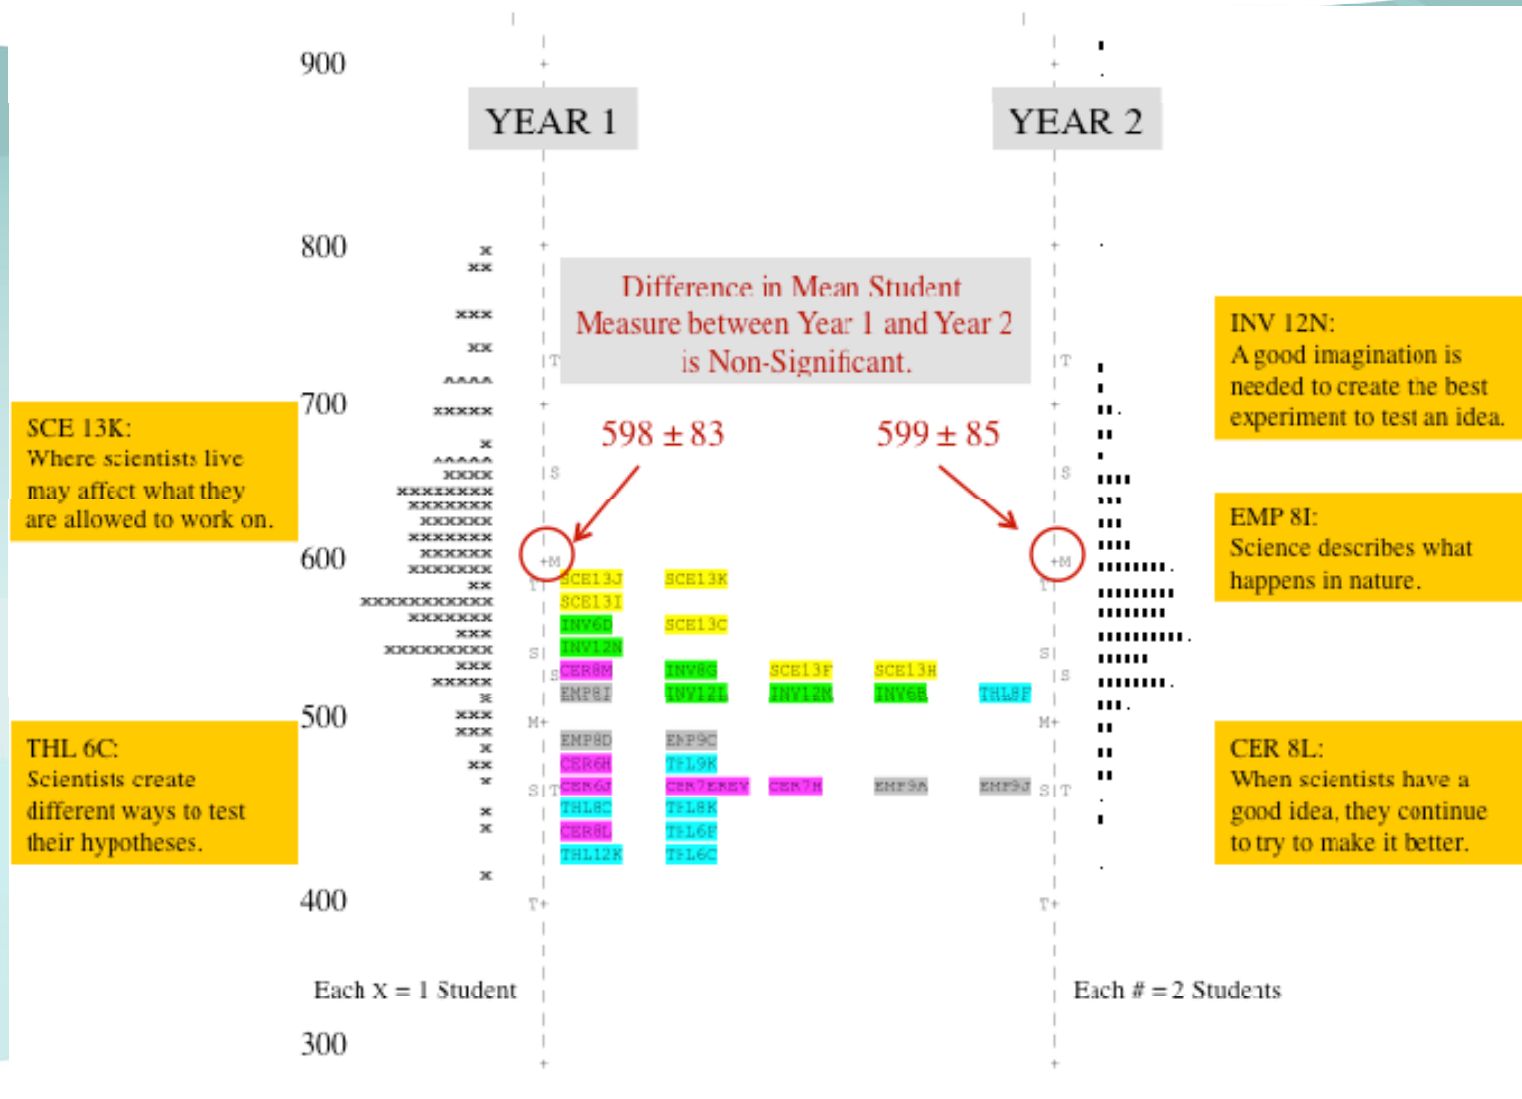 900
YEAR 1
YEAR 2
800
Difference in Mean Student
Measure between Year 1 and Year 2
is Non-Significant.
INV 12N:
A good imagination is
needed to create the best
experiment to test an idea.
700
598 ± 83
599 ± 85
SCE 13K:
Where scientists live
may affect what they
are allowed to work on.
EMP 8I:
Science describes what
happens in nature.
600
SCE13J SCE13K
SCE13I
INV6D SCE13C
INV12N
CER8M INV8G SCE13F SCE13H
EMP8I INV12L INV12M INV6B THL8F
500
EMP8D EMP9C
CER6H THL9K
CER6J CER7EREV CER7H EMP9A EMP9J
THL8C THL8K
CER8L THL6F
THL12K THL6C
THL 6C:
Scientists create
different ways to test
their hypotheses.
CER 8L:
When scientists have a
good idea, they continue
to try to make it better.
400
Each X = 1 Student
Each # = 2 Students
300